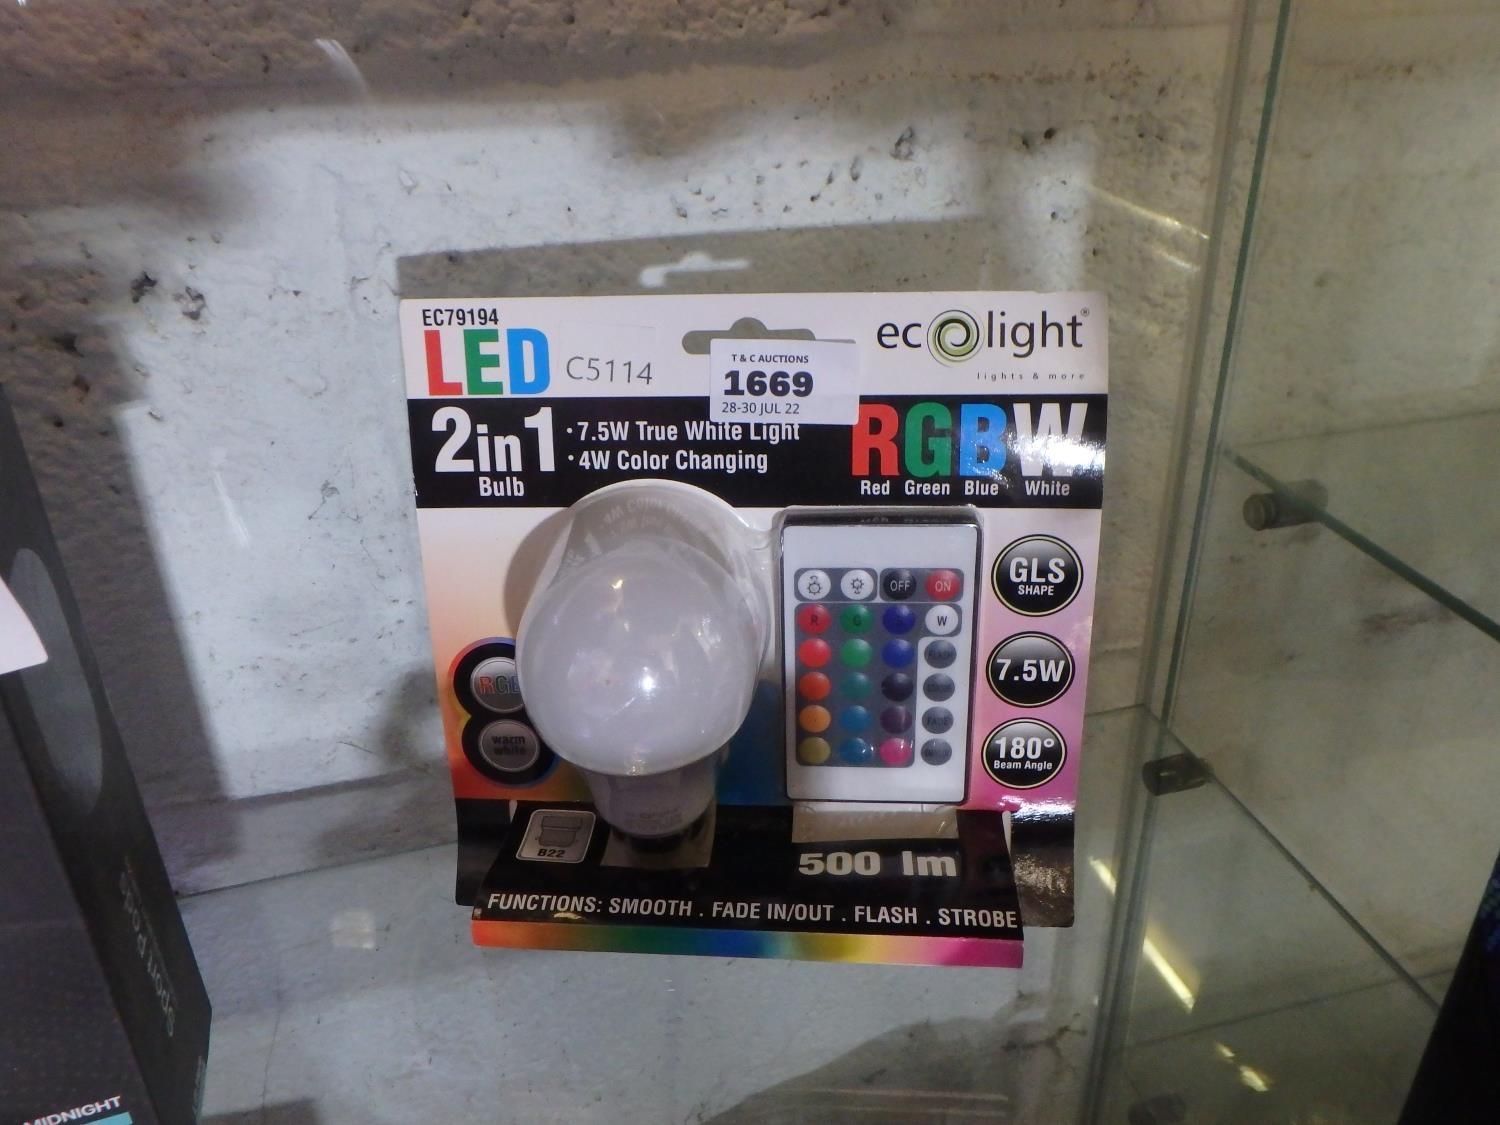 EC79194
LED
C5114
T & C AUCTIONS
1669
28-30 JUL 22
ecolight®
lights & more
2in1
Bulb
• 7.5W True White Light
• 4W Color Changing
RGBW
Red Green Blue White
OFF ON
R G W
FLASH
FADE
GLS
SHAPE
7.5W
180°
Beam Angle
RGB
warm
white
B22
500 lm
FUNCTIONS: SMOOTH . FADE IN/OUT . FLASH . STROBE
MIDNIGHT